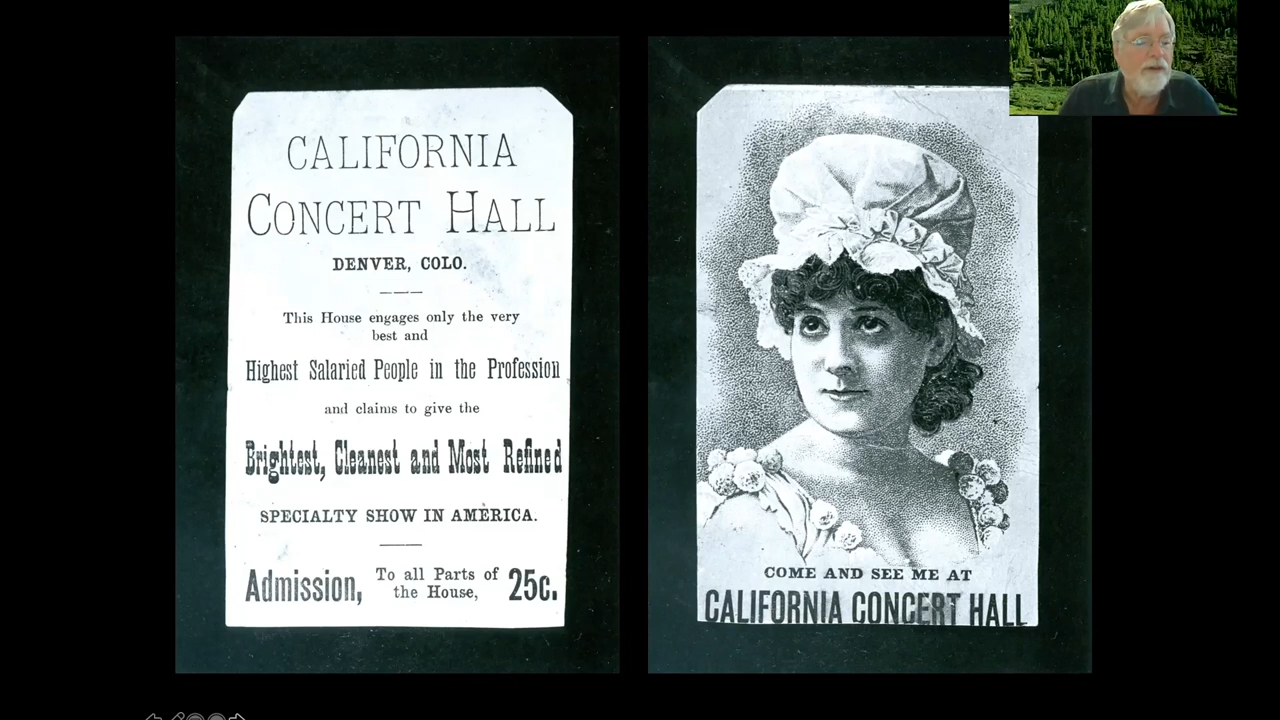 CALIFORNIA
CONCERT HALL
DENVER, COLO.
This House engages only the very
best and
Highest Salaried People in the Profession
and claims to give the
Brightest, Cleanest and Most Refined
SPECIALTY SHOW IN AMERICA.
Admission, To all Parts of the House, 25c.
COME AND SEE ME AT
CALIFORNIA CONCERT HALL